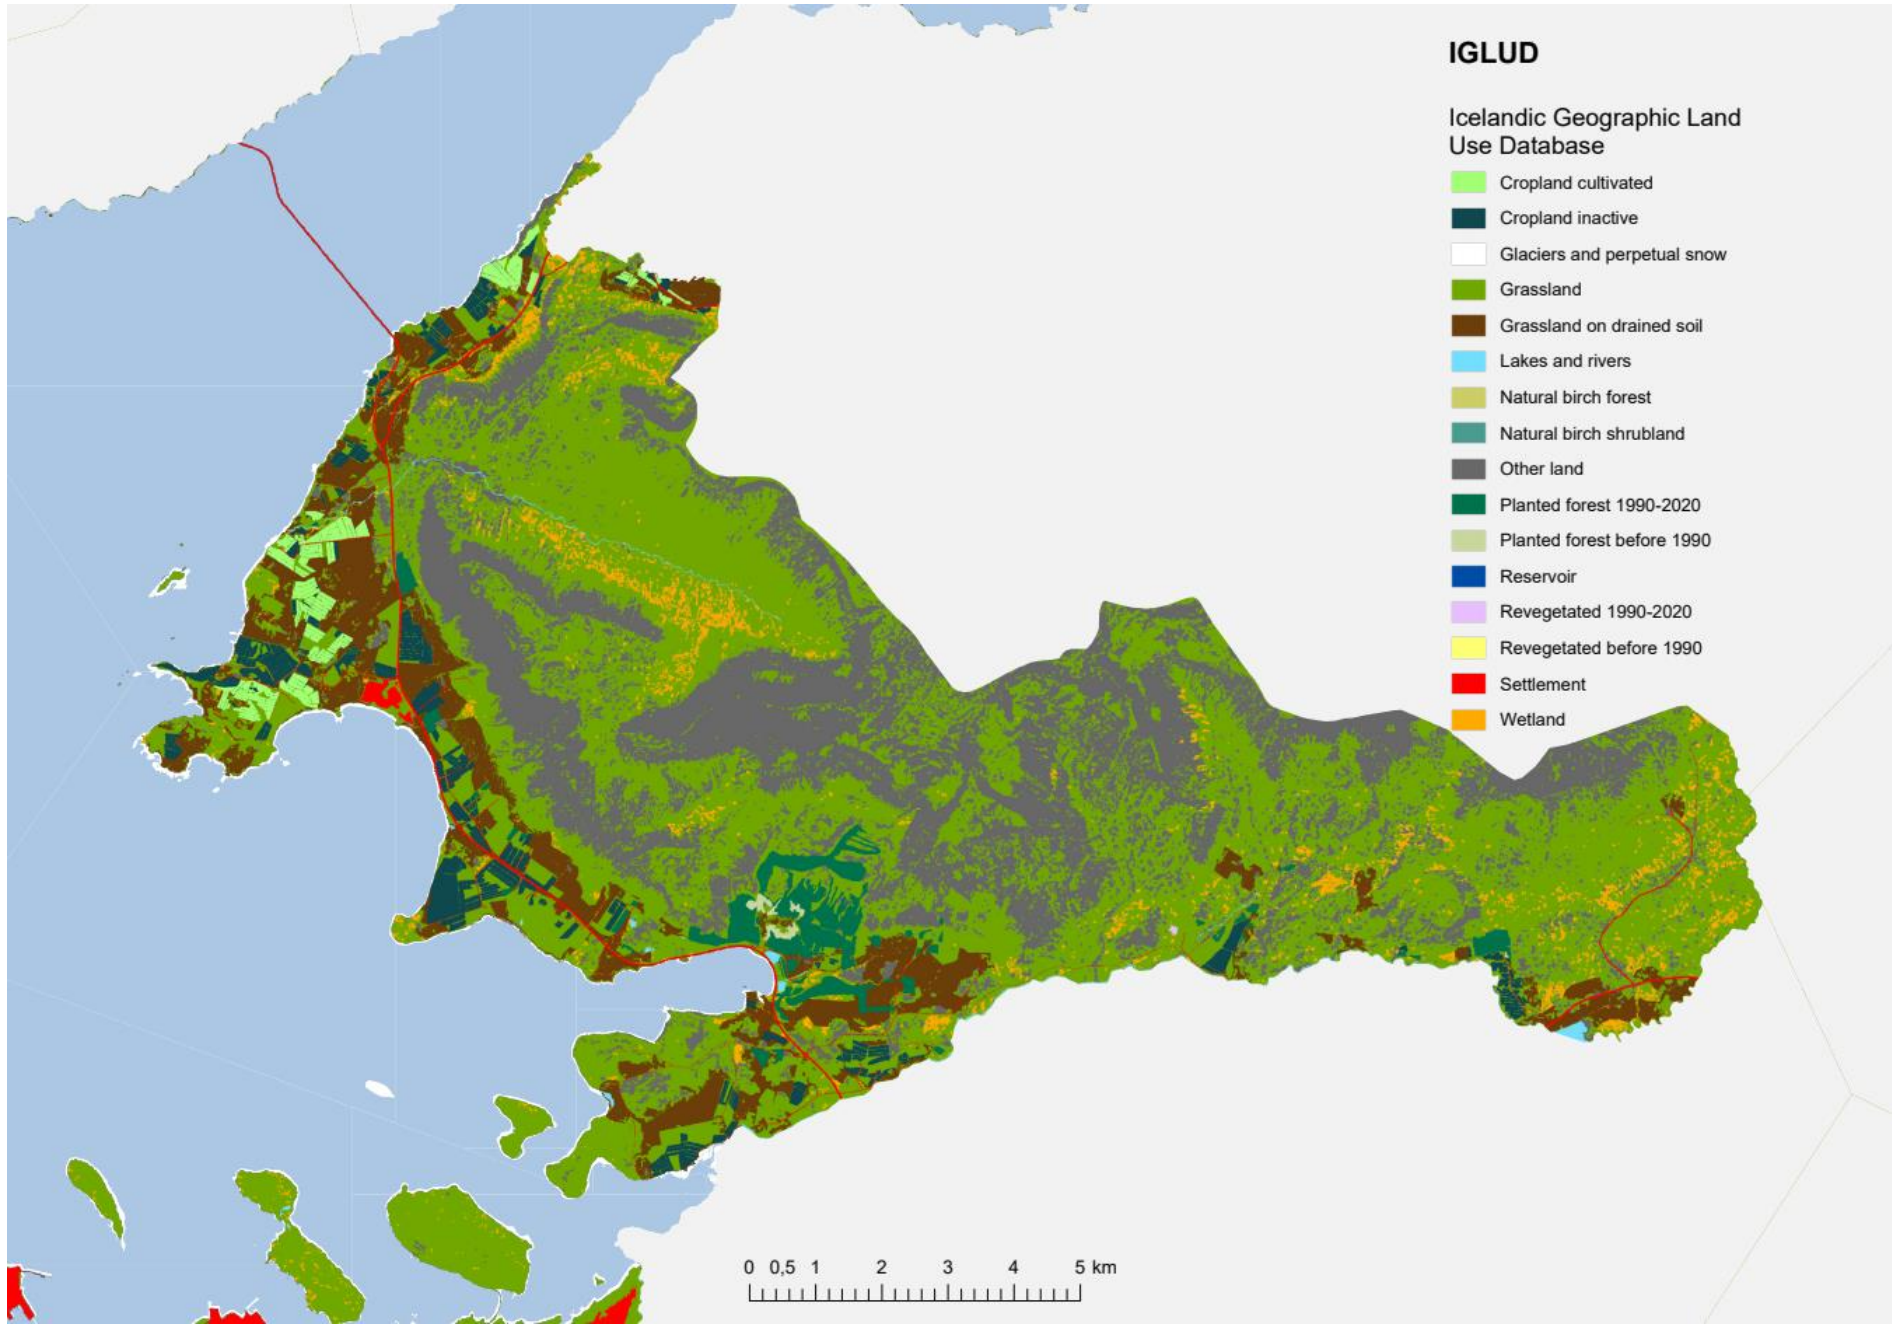 IGLUD
Icelandic Geographic Land
Use Database
Cropland cultivated
Cropland inactive
Glaciers and perpetual snow
Grassland
Grassland on drained soil
Lakes and rivers
Natural birch forest
Natural birch shrubland
Other land
Planted forest 1990-2020
Planted forest before 1990
Reservoir
Revegetated 1990-2020
Revegetated before 1990
Settlement
Wetland
0 0,5 1 2 3 4 5 km